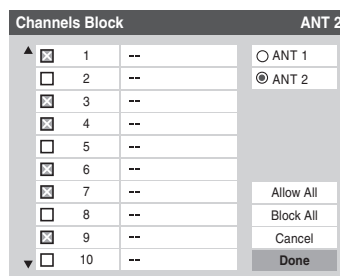 Channels Block ANT 2
1 -- ANT 1
2 -- ANT 2
3 --
4 --
5 --
6 --
7 -- Allow All
8 -- Block All
9 -- Cancel
10 -- Done